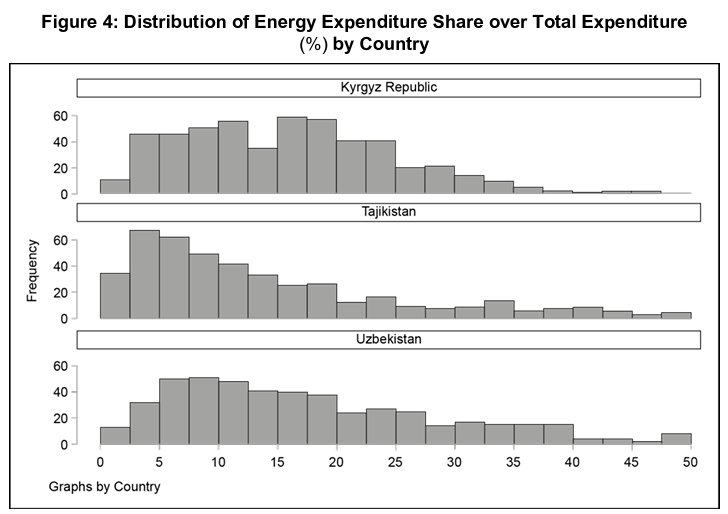 Figure 4: Distribution of Energy Expenditure Share over Total Expenditure
(%) by Country
Kyrgyz Republic
60
40
20
0
Tajikistan
60
40
20
0
Frequency
Uzbekistan
60
40
20
0
0 5 10 15 20 25 30 35 40 45 50
Graphs by Country